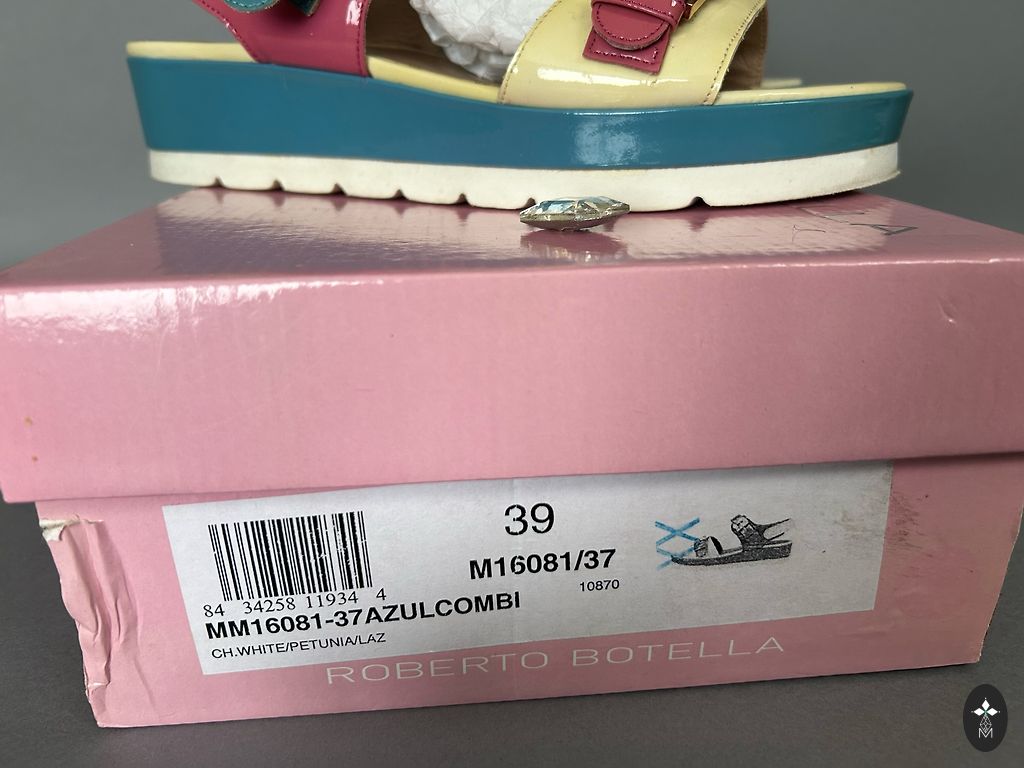 39
M16081/37
10870
84 34258 11934 4
MM16081-37AZULCOMBI
CH.WHITE/PETUNIA/LAZ
ROBERTO BOTELLA
M